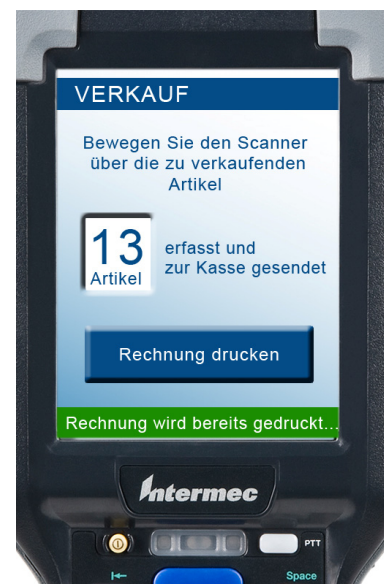 VERKAUF
Bewegen Sie den Scanner
über die zu verkaufenden
Artikel
13
Artikel
erfasst und
zur Kasse gesendet
Rechnung drucken
Rechnung wird bereits gedruckt...
Intermec
PTT
Space